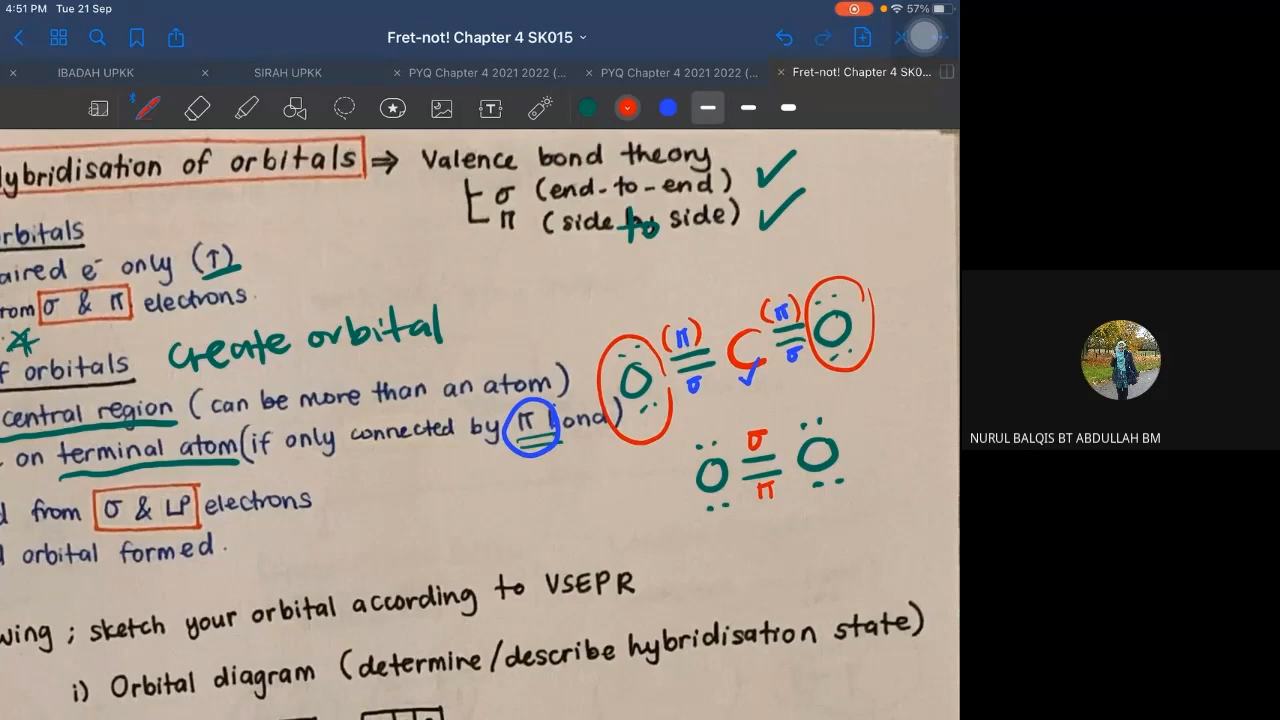 4:51 PM Tue 21 Sep
57%
Fret-not! Chapter 4 SK015
IBADAH UPKK
SIRAH UPKK
PYQ Chapter 4 2021 2022 (...
PYQ Chapter 4 2021 2022 (...
Fret-not! Chapter 4 SK0...
ybridisation of orbitals ⇒ Valence bond theory
σ (end-to-end) ✓
π (side to side) ✓
rbitals
aired e⁻ only (↑)
rom σ & π electrons
create orbital
f orbitals
central region (can be more than an atom)
on terminal atom (if only connected by π bond)
from σ & LP electrons
orbital formed.
(π) (π)
O = C = O
σ σ
σ
O = O
π
wing ; sketch your orbital according to VSEPR
i) Orbital diagram (determine/describe hybridisation state)
NURUL BALQIS BT ABDULLAH BM